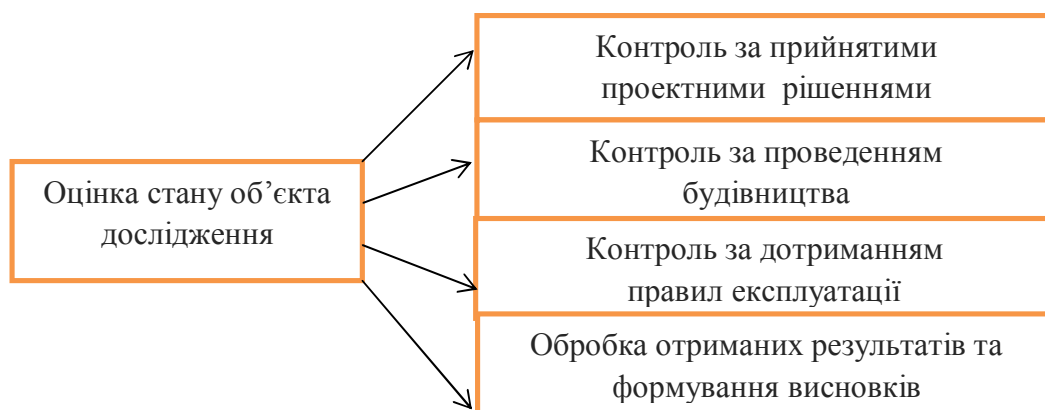 Оцінка стану об’єкта
дослідження
Контроль за прийнятими
проектними рішеннями
Контроль за проведенням
будівництва
Контроль за дотриманням
правил експлуатації
Обробка отриманих результатів та
формування висновків